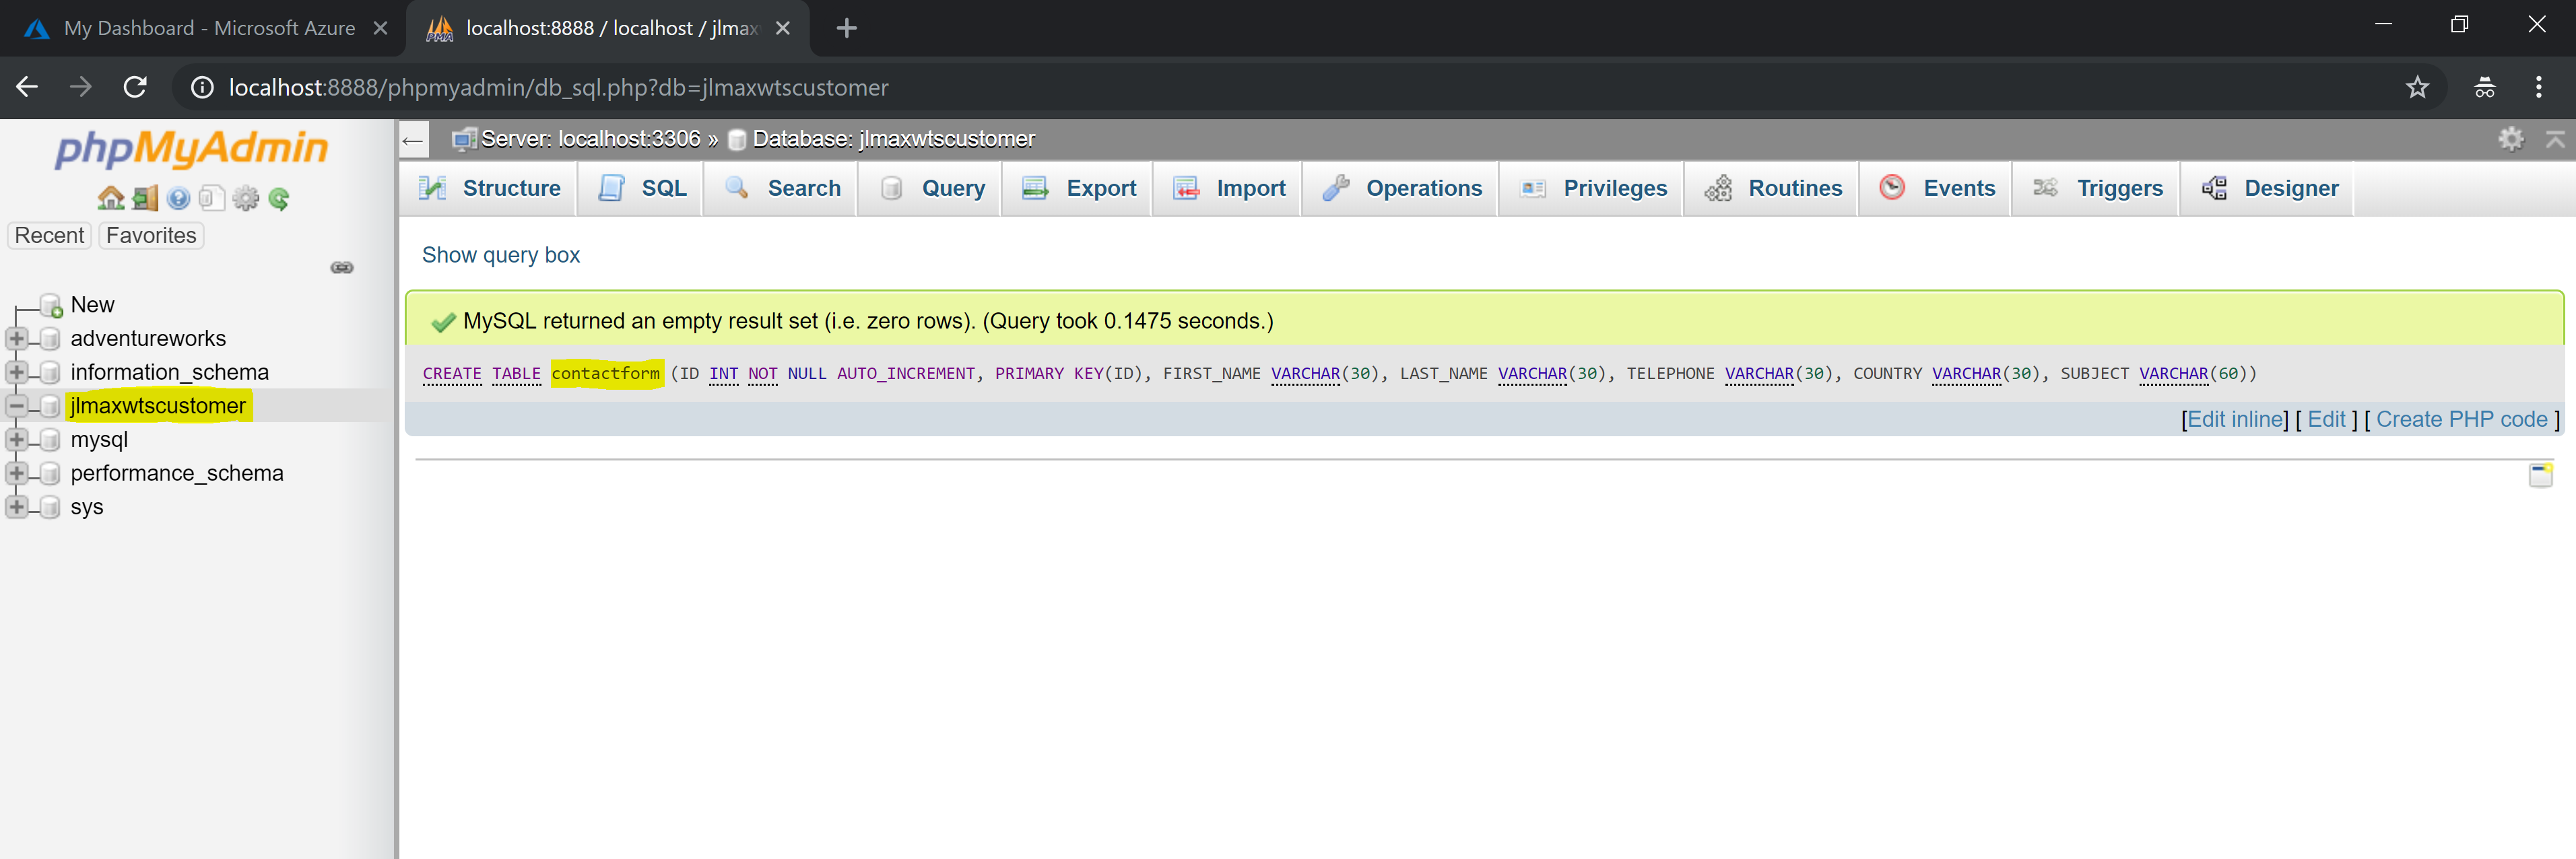 My Dashboard - Microsoft Azure
localhost:8888 / localhost / jlmax
localhost:8888/phpmyadmin/db_sql.php?db=jlmaxwtscustomer
phpMyAdmin
Recent Favorites
New
adventureworks
information_schema
jlmaxwtscustomer
mysql
performance_schema
sys
Server: localhost:3306 » Database: jlmaxwtscustomer
Structure SQL Search Query Export Import Operations Privileges Routines Events Triggers Designer
Show query box
MySQL returned an empty result set (i.e. zero rows). (Query took 0.1475 seconds.)
CREATE TABLE contactform (ID INT NOT NULL AUTO_INCREMENT, PRIMARY KEY(ID), FIRST_NAME VARCHAR(30), LAST_NAME VARCHAR(30), TELEPHONE VARCHAR(30), COUNTRY VARCHAR(30), SUBJECT VARCHAR(60))
[Edit inline] [ Edit ] [ Create PHP code ]